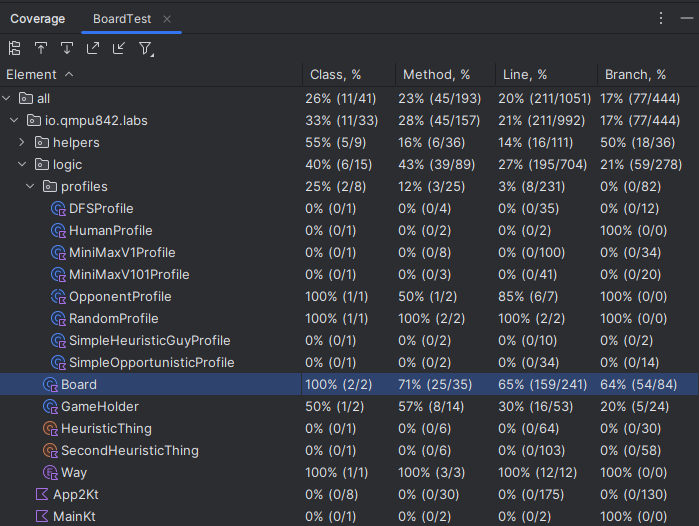 Coverage BoardTest
Element Class, % Method, % Line, % Branch, %
all 26% (11/41) 23% (45/193) 20% (211/1051) 17% (77/444)
io.qmpu842.labs 33% (11/33) 28% (45/157) 21% (211/992) 17% (77/444)
helpers 55% (5/9) 16% (6/36) 14% (16/111) 50% (18/36)
logic 40% (6/15) 43% (39/89) 27% (195/704) 21% (59/278)
profiles 25% (2/8) 12% (3/25) 3% (8/231) 0% (0/82)
DFSProfile 0% (0/1) 0% (0/4) 0% (0/35) 0% (0/12)
HumanProfile 0% (0/1) 0% (0/2) 0% (0/2) 100% (0/0)
MiniMaxV1Profile 0% (0/1) 0% (0/8) 0% (0/100) 0% (0/34)
MiniMaxV101Profile 0% (0/1) 0% (0/3) 0% (0/41) 0% (0/20)
OpponentProfile 100% (1/1) 50% (1/2) 85% (6/7) 100% (0/0)
RandomProfile 100% (1/1) 100% (2/2) 100% (2/2) 100% (0/0)
SimpleHeuristicGuyProfile 0% (0/1) 0% (0/2) 0% (0/10) 0% (0/2)
SimpleOpportunisticProfile 0% (0/1) 0% (0/2) 0% (0/34) 0% (0/14)
Board 100% (2/2) 71% (25/35) 65% (159/241) 64% (54/84)
GameHolder 50% (1/2) 57% (8/14) 30% (16/53) 20% (5/24)
HeuristicThing 0% (0/1) 0% (0/6) 0% (0/64) 0% (0/30)
SecondHeuristicThing 0% (0/1) 0% (0/6) 0% (0/103) 0% (0/58)
Way 100% (1/1) 100% (3/3) 100% (12/12) 100% (0/0)
App2Kt 0% (0/8) 0% (0/30) 0% (0/175) 0% (0/130)
MainKt 0% (0/1) 0% (0/2) 0% (0/2) 100% (0/0)